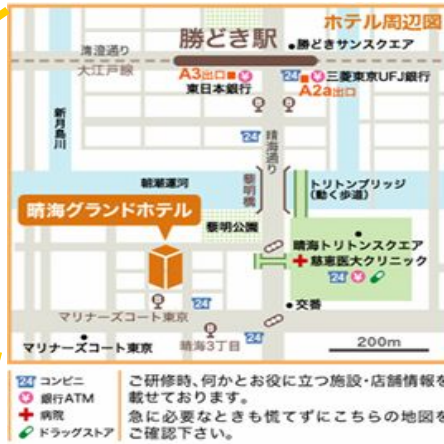 ホテル周辺図
勝どき駅
勝どきサンスクエア
清澄通り
大江戸線
A3出口
東日本銀行
24
三菱東京UFJ銀行
A2a出口
新月島川
24
晴海通り
朝潮運河
黎明橋
トリトンブリッジ
(動く歩道)
晴海グランドホテル
黎明公園
晴海トリトンスクエア
慈恵医大クリニック
24
24
交番
マリナーズコート東京
24
マリナーズコート東京
晴海3丁目
200m
24 コンビニ
銀行ATM
病院
ドラッグストア
ご研修時、何かとお役に立つ施設・店舗情報を
載せております。
急に必要なときも慌てずにこちらの地図を
ご確認下さい。